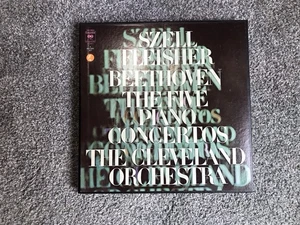 SZELL
FLEISHER
BEETHOVEN
THE FIVE
PIANO
CONCERTOS
THE CLEVELAND
ORCHESTRA